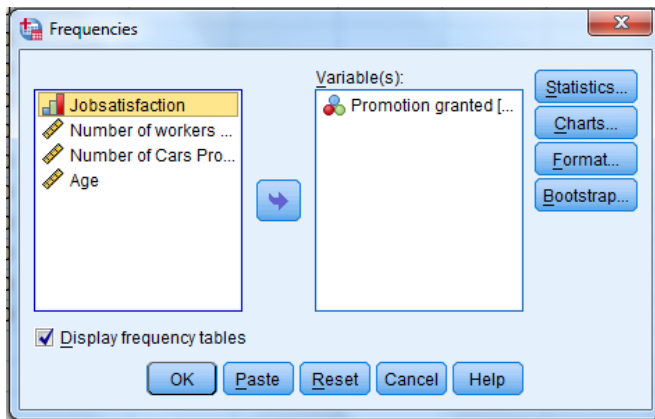 Frequencies
Variable(s):
Jobsatisfaction
Number of workers ...
Number of Cars Pro...
Age
Promotion granted [...
Statistics...
Charts...
Format...
Bootstrap...
Display frequency tables
OK Paste Reset Cancel Help